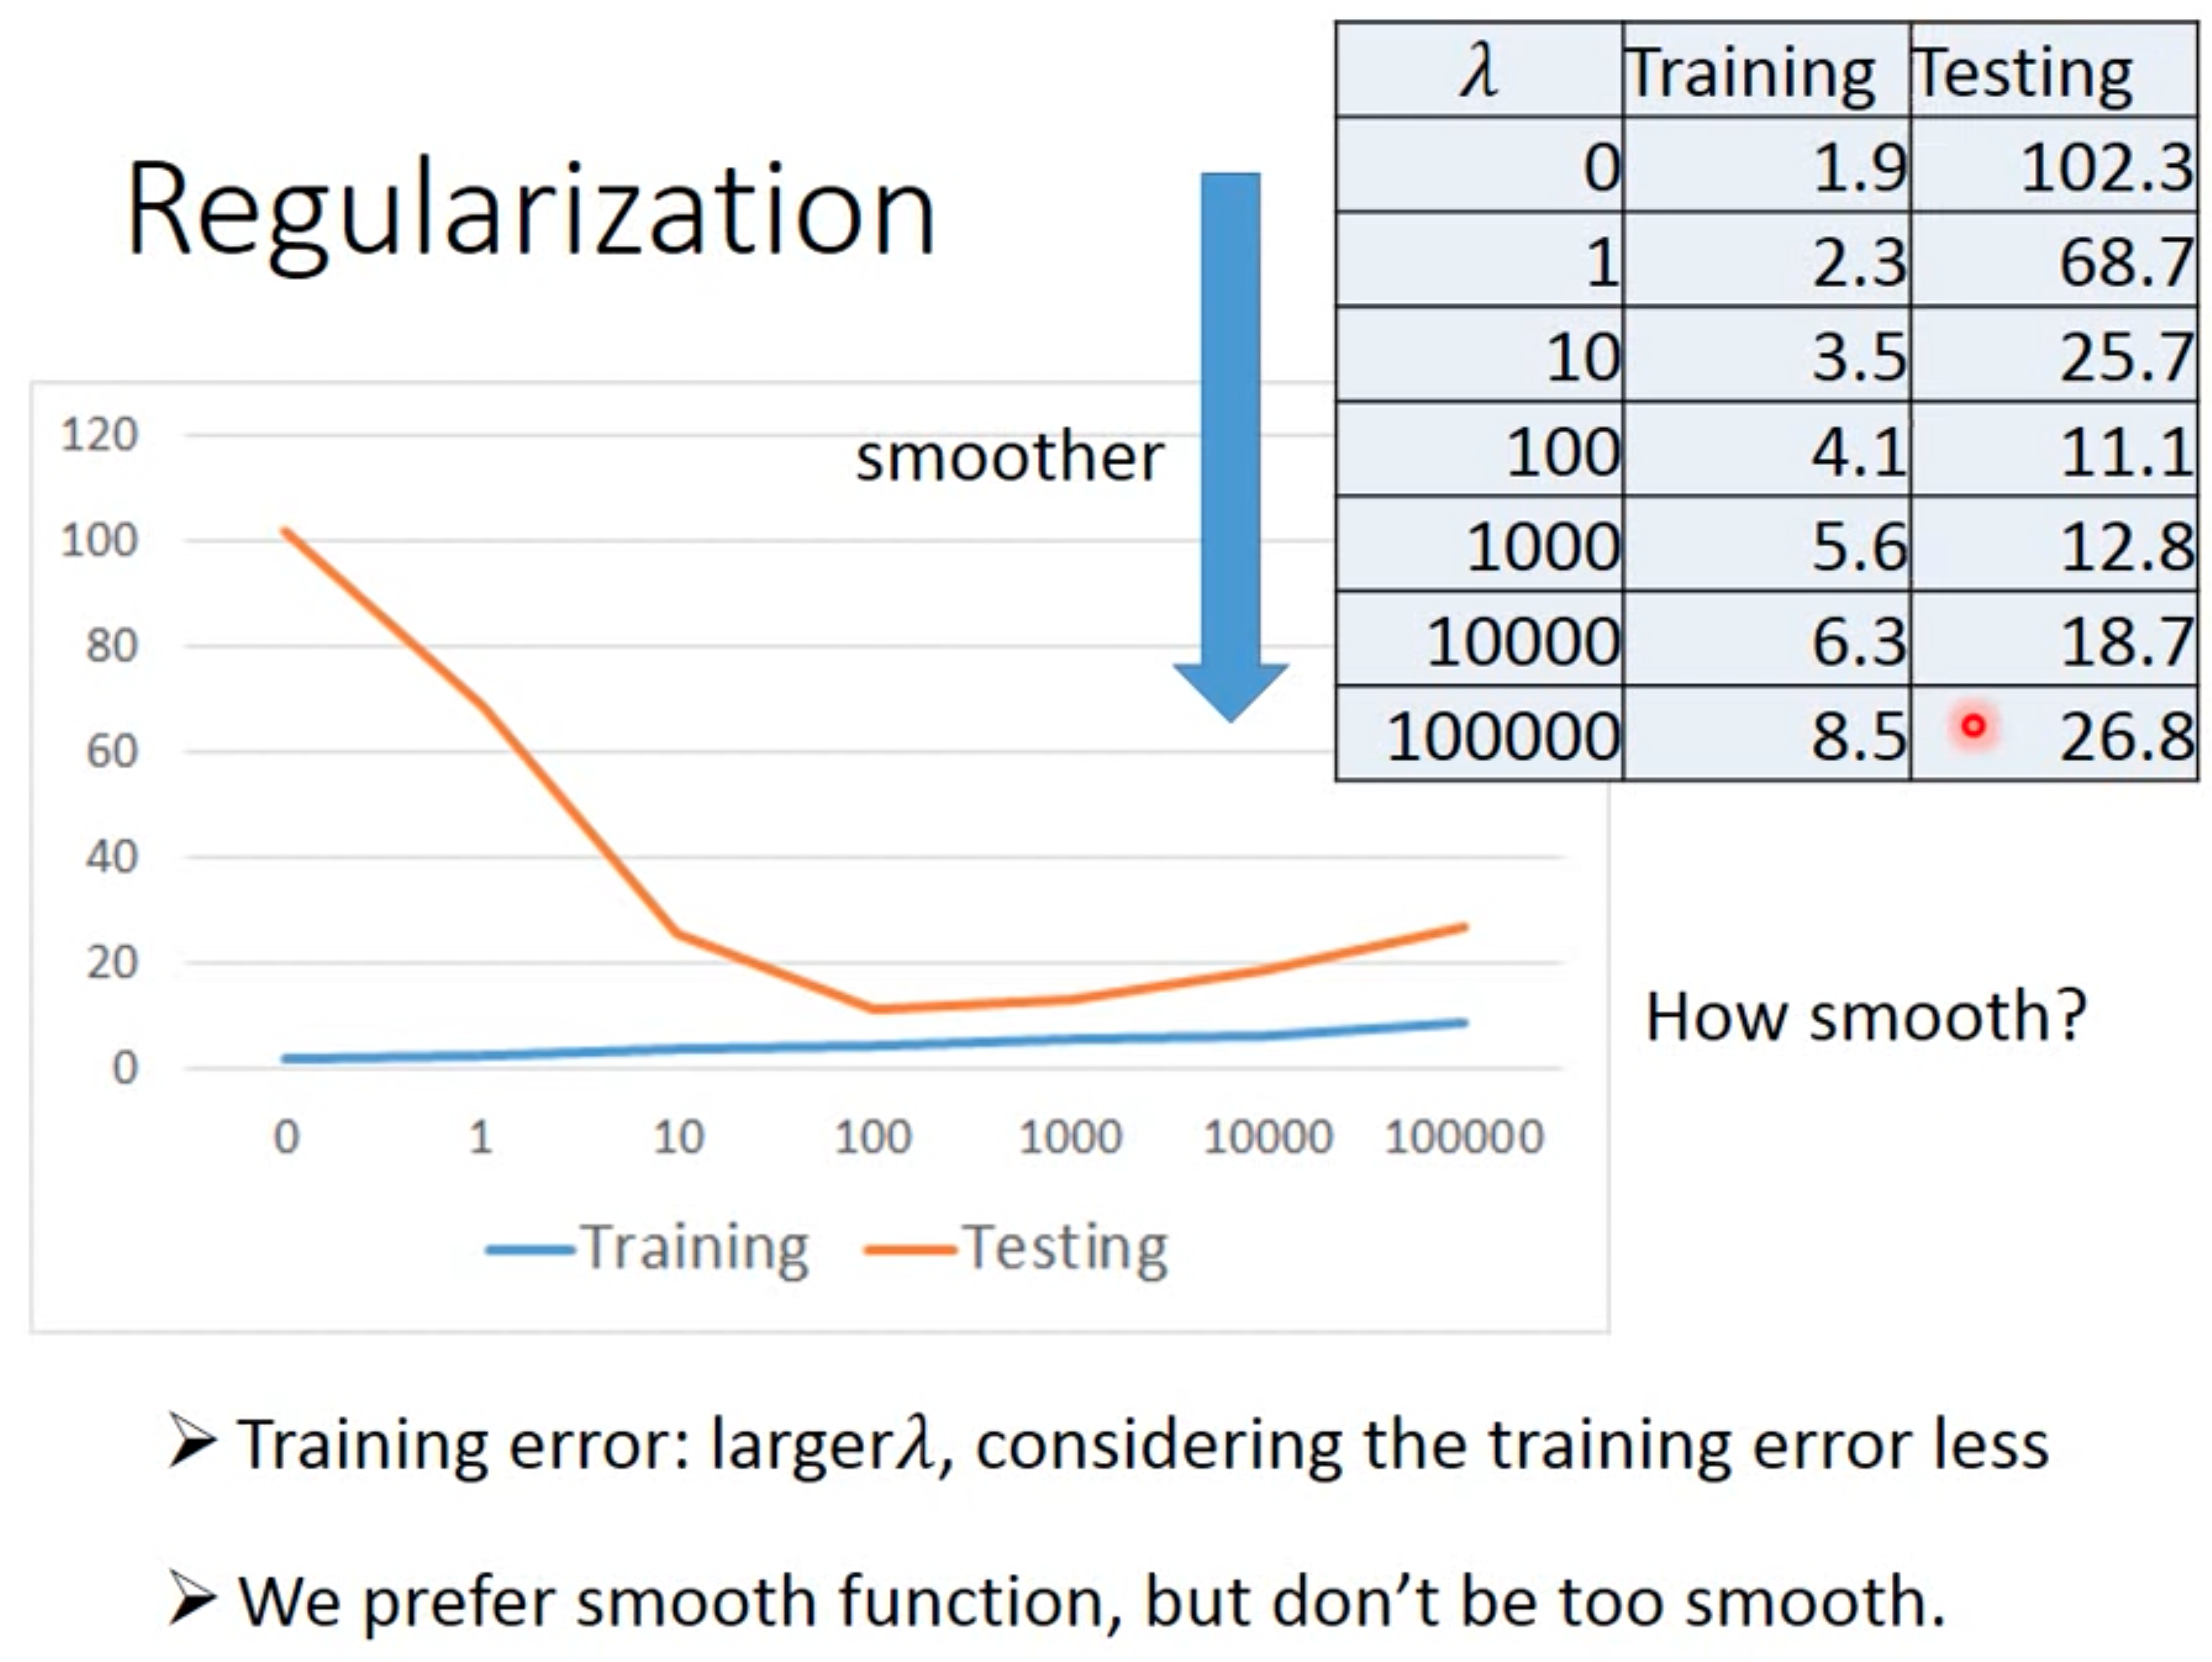 Regularization
λ Training Testing
0 1.9 102.3
1 2.3 68.7
10 3.5 25.7
100 4.1 11.1
1000 5.6 12.8
10000 6.3 18.7
100000 8.5 26.8
smoother
120
100
80
60
40
20
0
0 1 10 100 1000 10000 100000
Training Testing
How smooth?
➢ Training error: largerλ, considering the training error less
➢ We prefer smooth function, but don’t be too smooth.